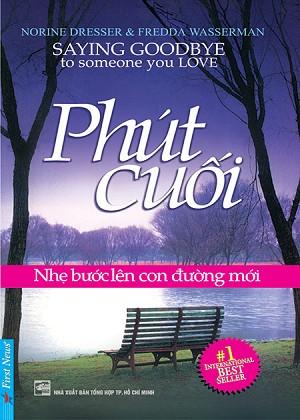 NORINE DRESSER & FREDDA WASSERMAN
SAYING GOODBYE
to someone you LOVE
Phút
cuối
Nhẹ bước lên con đường mới
#1
INTERNATIONAL
BEST
SELLER
First News
NHÀ XUẤT BẢN TỔNG HỢP TP. HỒ CHÍ MINH